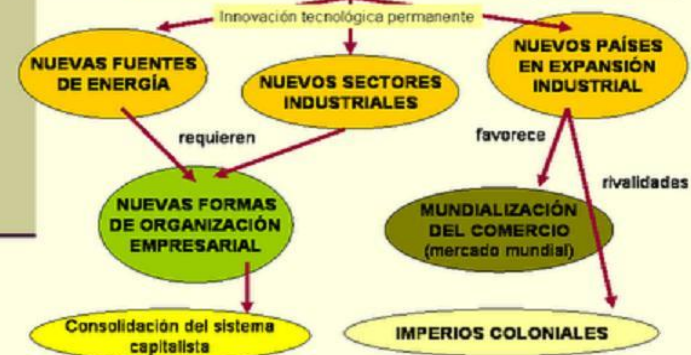 Innovación tecnológica permanente
NUEVAS FUENTES
DE ENERGÍA
NUEVOS SECTORES
INDUSTRIALES
NUEVOS PAÍSES
EN EXPANSIÓN
INDUSTRIAL
requieren
favorece
rivalidades
NUEVAS FORMAS
DE ORGANIZACIÓN
EMPRESARIAL
MUNDIALIZACIÓN
DEL COMERCIO
(mercado mundial)
Consolidación del sistema
capitalista
IMPERIOS COLONIALES